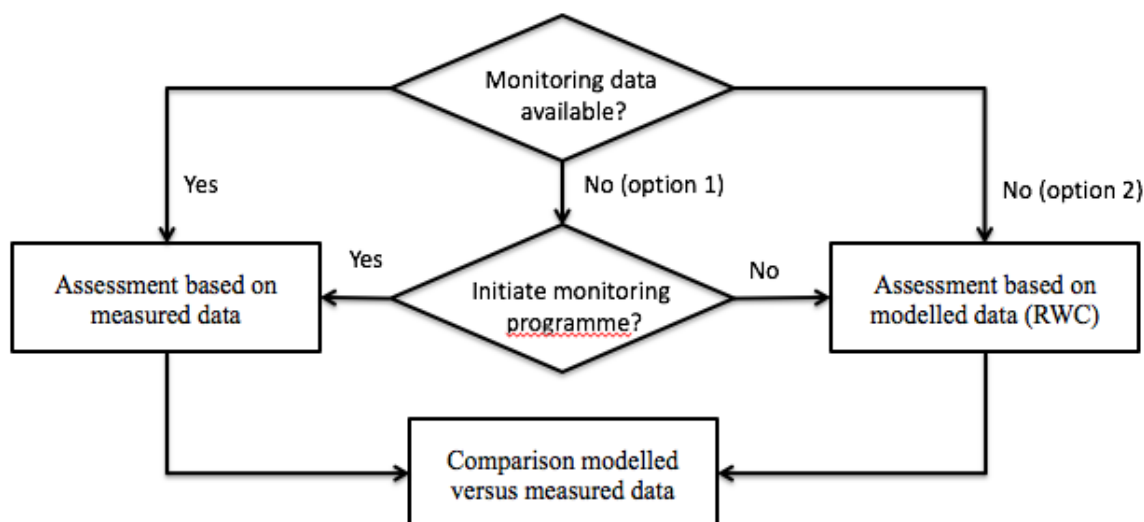 Monitoring data
available?
Yes
No (option 1)
No (option 2)
Assessment based on
measured data
Yes
Initiate monitoring
programme?
No
Assessment based on
modelled data (RWC)
Comparison modelled
versus measured data